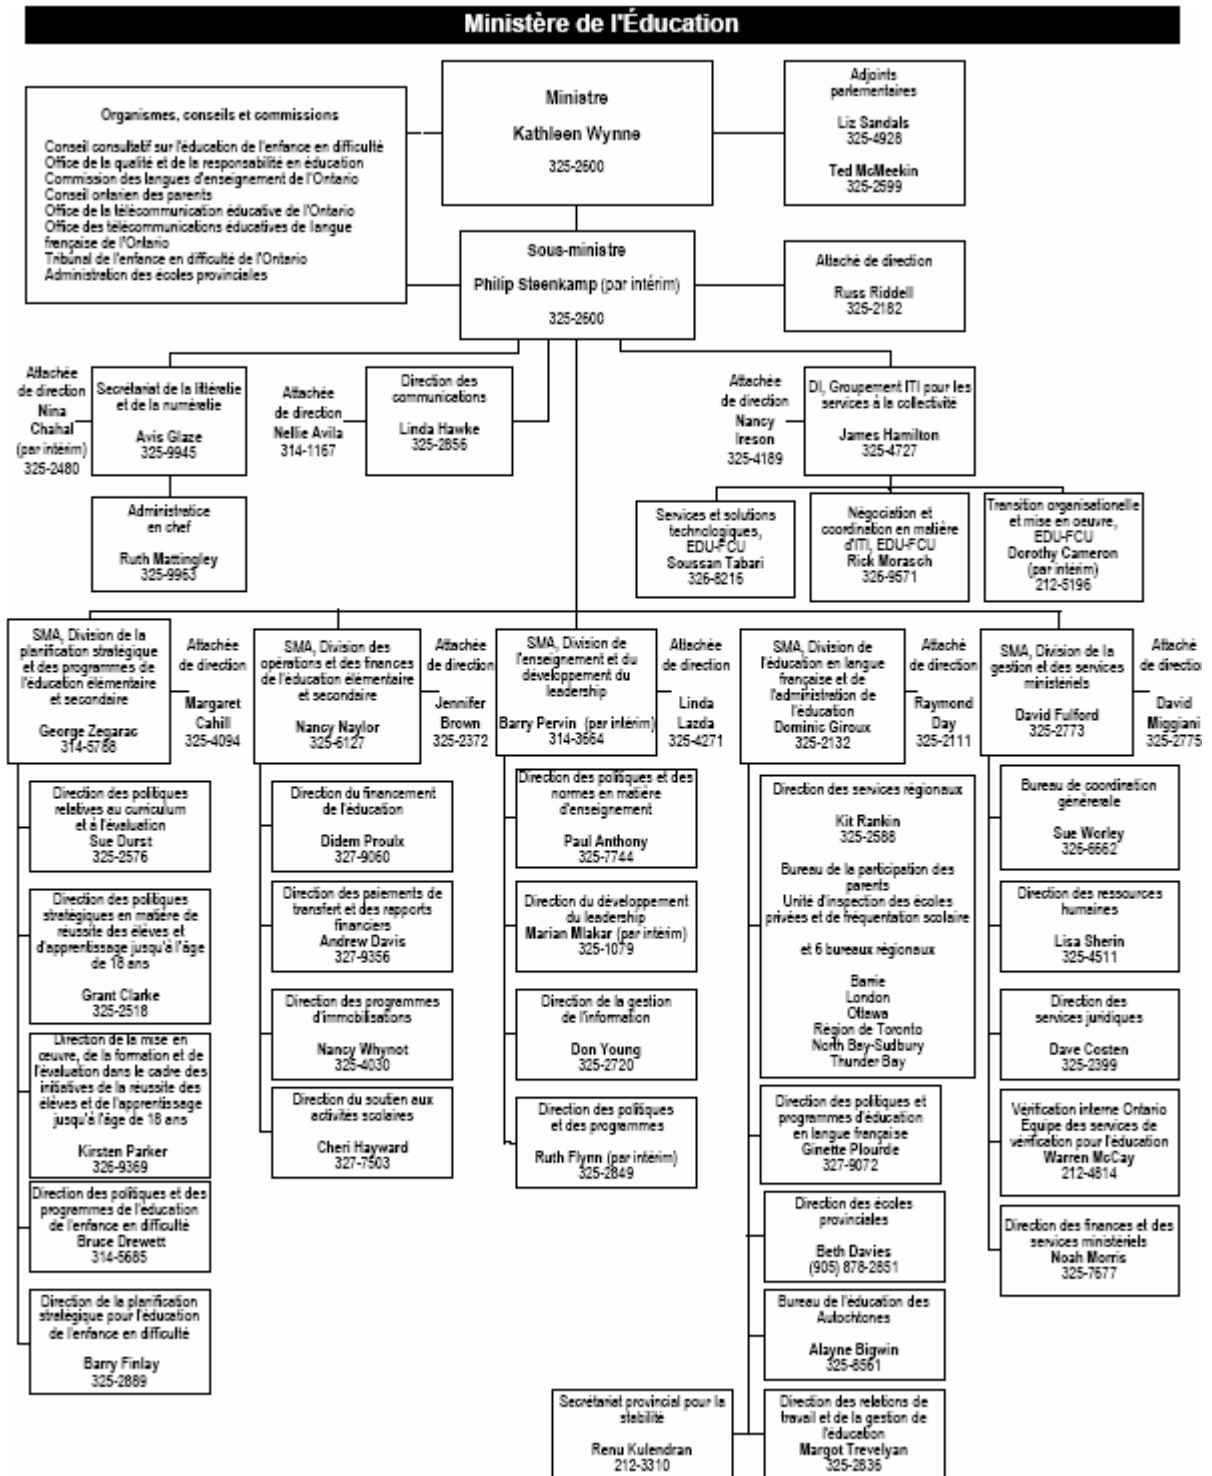 Ministère de l'Éducation
Organismes, conseils et commissions
Conseil consultatif sur l'éducation de l'enfance en difficulté
Office de la qualité et de la responsabilité en éducation
Commission des langues d'enseignement de l'Ontario
Conseil ontarien des parents
Office de la télécommunication éducative de l'Ontario
Office des télécommunications éducatives de langue
française de l'Ontario
Tribunal de l'enfance en difficulté de l'Ontario
Administration des écoles provinciales
Ministre
Kathleen Wynne
325-2600
Adjoints
parlementaires
Liz Sandals
325-4928
Ted McMeekin
325-2599
Sous-ministre
Philip Steenkamp (par intérim)
325-2600
Attaché de direction
Russ Riddell
325-2182
Attachée
de direction
Nina
Chahal
(par intérim)
325-2480
Secrétariat de la littératie
et de la numératie
Avis Glaze
325-9945
Administratice
en chef
Ruth Mattingley
325-9963
Attachée
de direction
Nellie Avila
314-1167
Direction des
communications
Linda Hawke
325-2856
Attachée
de direction
Nancy
Ireson
325-4189
DI, Groupement ITI pour les
services à la collectivité
James Hamilton
325-4727
Services et solutions
technologiques,
EDU-FCU
Soussan Tabari
326-8216
Négociation et
coordination en matière
d'ITI, EDU-FCU
Rick Morasch
326-9571
Transition organisationelle
et mise en oeuvre,
EDU-FCU
Dorothy Cameron
(par intérim)
212-5196
SMA, Division de la
planification stratégique
et des programmes de
l'éducation élémentaire
et secondaire
George Zegarac
314-5788
Attachée
de direction
Margaret
Cahill
325-4094
Direction des politiques
relatives au curriculum
et à l'évaluation
Sue Durst
325-2576
Direction des politiques
stratégiques en matière de
réussite des élèves et
d'apprentissage jusqu'à l'âge
de 18 ans
Grant Clarke
325-2518
Direction de la mise en
œuvre, de la formation et de
l'évaluation dans le cadre des
initiatives de la réussite des
élèves et de l'apprentissage
jusqu'à l'âge de 18 ans
Kirsten Parker
326-9369
Direction des politiques et des
programmes de l'éducation
de l'enfance en difficulté
Bruce Drewett
314-5685
Direction de la planification
stratégique pour l'éducation
de l'enfance en difficulté
Barry Finlay
325-2889
SMA, Division des
opérations et des finances
de l'éducation élémentaire
et secondaire
Nancy Naylor
325-6127
Attachée
de direction
Jennifer
Brown
325-2372
Direction du financement
de l'éducation
Didem Proulx
327-9060
Direction des paiements de
transfert et des rapports
financiers
Andrew Davis
327-9356
Direction des programmes
d'immobilisations
Nancy Whynot
325-4030
Direction du soutien aux
activités scolaires
Cheri Hayward
327-7503
SMA, Division de
l'enseignement et du
développement du
leadership
Barry Pervin (par intérim)
314-3664
Attachée
de direction
Linda
Lazda
325-4271
Direction des politiques et des
normes en matière
d'enseignement
Paul Anthony
325-7744
Direction du développement
du leadership
Marian Mlakar (par intérim)
325-1079
Direction de la gestion
de l'information
Don Young
325-2720
Direction des politiques
et des programmes
Ruth Flynn (par intérim)
325-2849
SMA, Division de
l'éducation en langue
française et de
l'administration de
l'éducation
Dominic Giroux
325-2132
Attaché
de direction
Raymond
Day
325-2111
Direction des services régionaux
Kit Rankin
325-2588
Bureau de la participation des
parents
Unité d'inspection des écoles
privées et de fréquentation scolaire
et 6 bureaux régionaux
Barrie
London
Ottawa
Région de Toronto
North Bay-Sudbury
Thunder Bay
Direction des politiques et
programmes d'éducation
en langue française
Ginette Plourde
327-9072
Direction des écoles
provinciales
Beth Davies
(905) 878-2851
Bureau de l'éducation des
Autochtones
Alayne Bigwin
325-8561
Secrétariat provincial pour la
stabilité
Renu Kulendran
212-3310
Direction des relations de
travail et de la gestion de
l'éducation
Margot Trevelyan
325-2836
SMA, Division de la
gestion et des services
ministériels
David Fulford
325-2773
Attaché
de directio
David
Miggiani
325-2775
Bureau de coordination
génèrerale
Sue Worley
326-6662
Direction des ressources
humaines
Lisa Sherin
325-4511
Direction des
services juridiques
Dave Costen
325-2399
Vérification interne Ontario
Équipe des services de
vérification pour l'éducation
Warren McCay
212-4814
Direction des finances et des
services ministériels
Noah Morris
325-7677